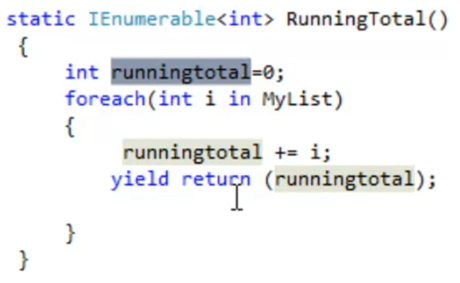 static IEnumerable<int> RunningTotal()
{
int runningtotal=0;
foreach(int i in MyList)
{
runningtotal += i;
yield return (runningtotal);
}
}